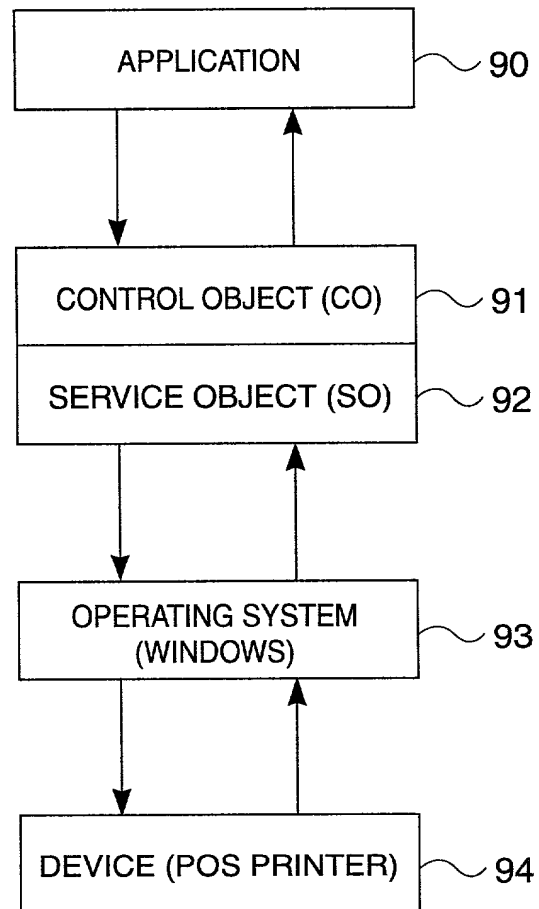 APPLICATION
90
CONTROL OBJECT (CO)
91
SERVICE OBJECT (SO)
92
OPERATING SYSTEM
(WINDOWS)
93
DEVICE (POS PRINTER)
94